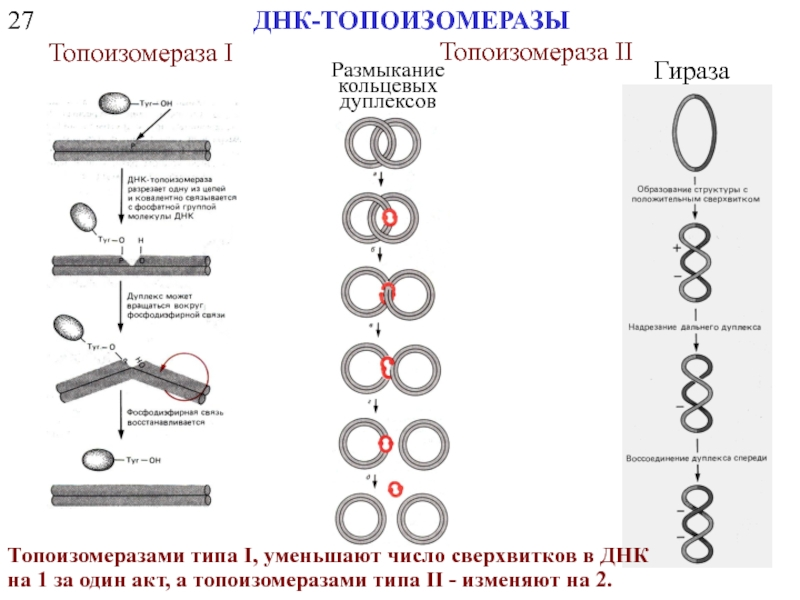 27
ДНК-ТОПОИЗОМЕРАЗЫ
Топоизомераза I
Топоизомераза II
Размыкание
кольцевых
дуплексов
Гираза
Tyr—OH
P
ДНК-топоизомераза
разрезает одну из цепей
и ковалентно связывается
с фосфатной группой
молекулы ДНК
Tyr—O H
P O
Дуплекс может
вращаться вокруг
фосфодиэфирной связи
Tyr—O
P HO
Фосфодиэфирная связь
восстанавливается
Tyr—OH
а
б
в
г
д
Образование структуры с
положительным сверхвитком
+
−
Надрезание дальнего дуплекса
−
Воссоединение дуплекса спереди
−
−
Топоизомеразами типа I, уменьшают число сверхвитков в ДНК
на 1 за один акт, а топоизомеразами типа II - изменяют на 2.